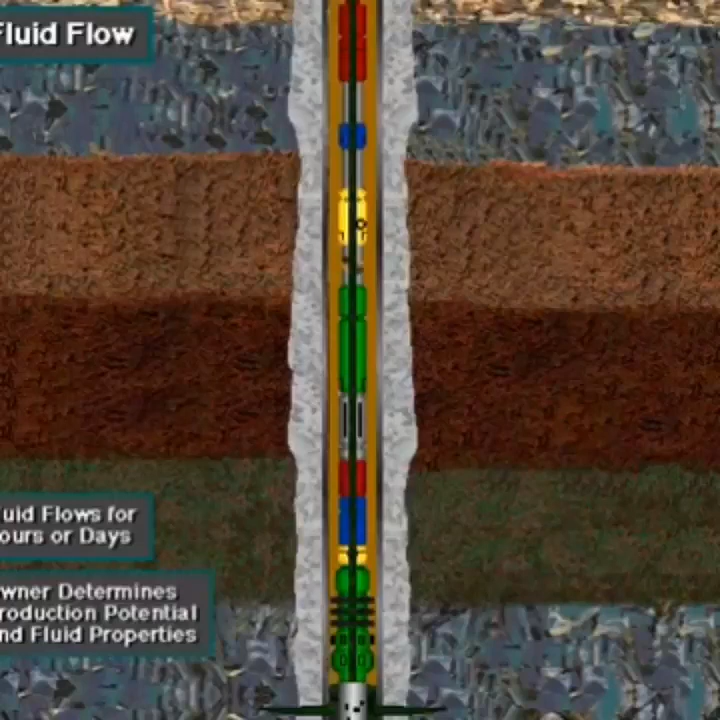 Fluid Flow
uid Flows for
ours or Days
wner Determines
roduction Potential
nd Fluid Properties